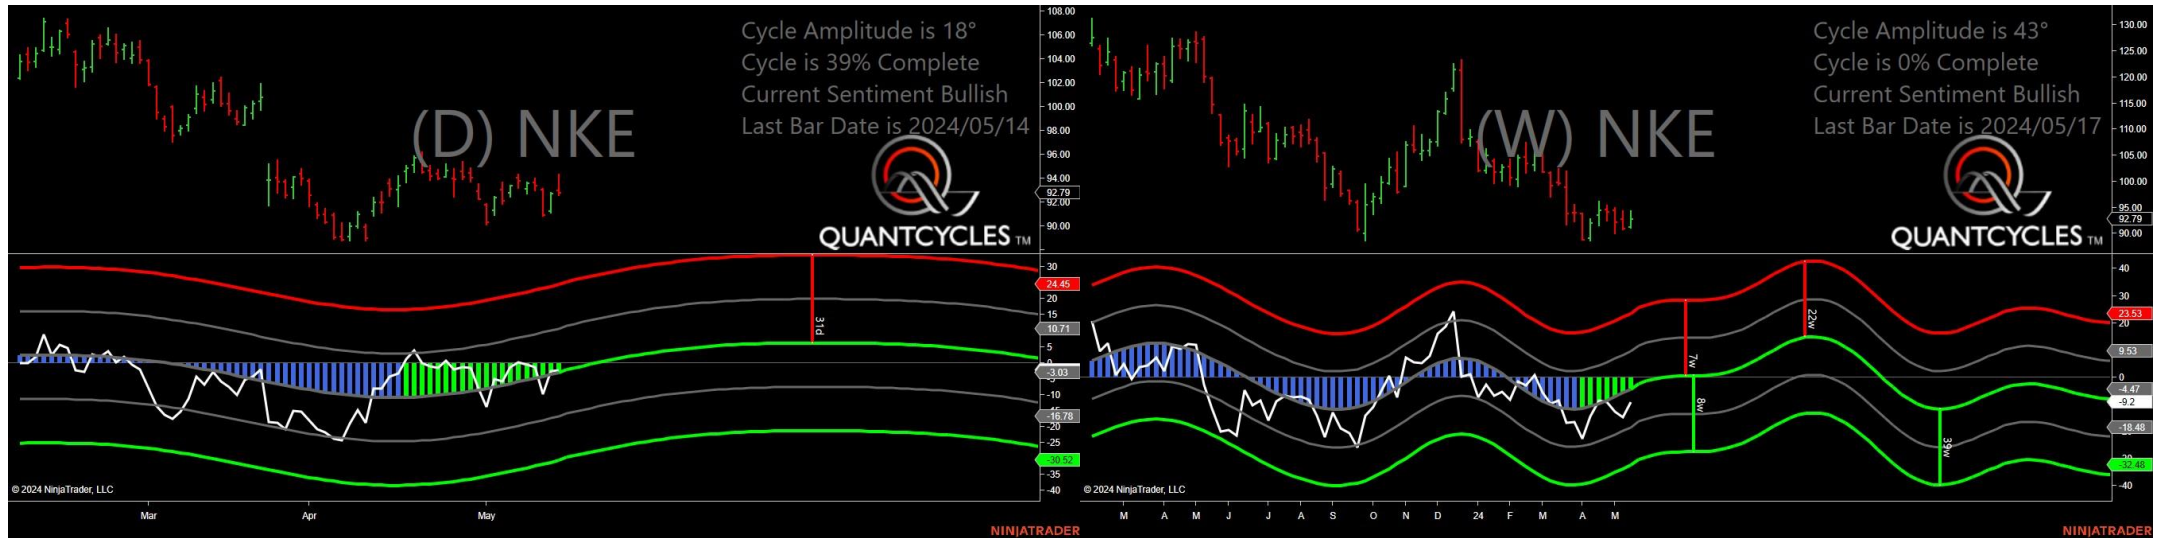 Cycle Amplitude is 18°
Cycle is 39% Complete
Current Sentiment Bullish
Last Bar Date is 2024/05/14
(D) NKE
QUANTCYCLES TM
108.00
106.00
104.00
102.00
100.00
98.00
96.00
94.00
92.79
92.00
90.00
30
24.45
20
15
10.71
5
0
-3.03
-5
-10
-16.78
-20
-25
-30.52
-35
-40
31d
© 2024 NinjaTrader, LLC
Mar Apr May
NINJATRADER
Cycle Amplitude is 43°
Cycle is 0% Complete
Current Sentiment Bullish
Last Bar Date is 2024/05/17
(W) NKE
QUANTCYCLES TM
130.00
125.00
120.00
115.00
110.00
105.00
100.00
95.00
92.79
90.00
40
30
23.53
20
9.53
0
-4.47
-9.2
-18.48
-32.48
-40
7w
8w
22w
39w
© 2024 NinjaTrader, LLC
M A M J J A S O N D 24 F M A M
NINJATRADER